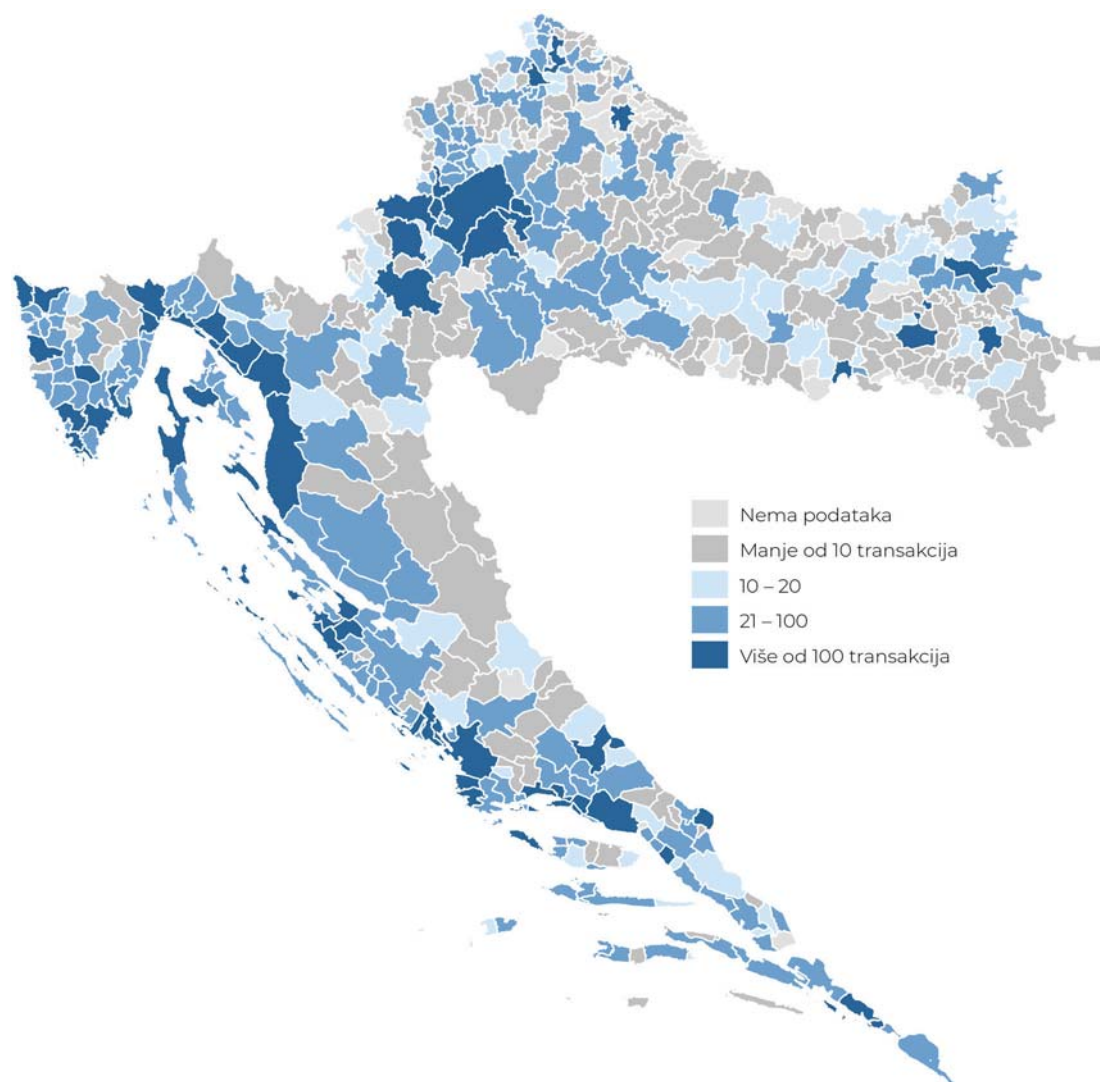 Nema podataka
Manje od 10 transakcija
10 – 20
21 – 100
Više od 100 transakcija